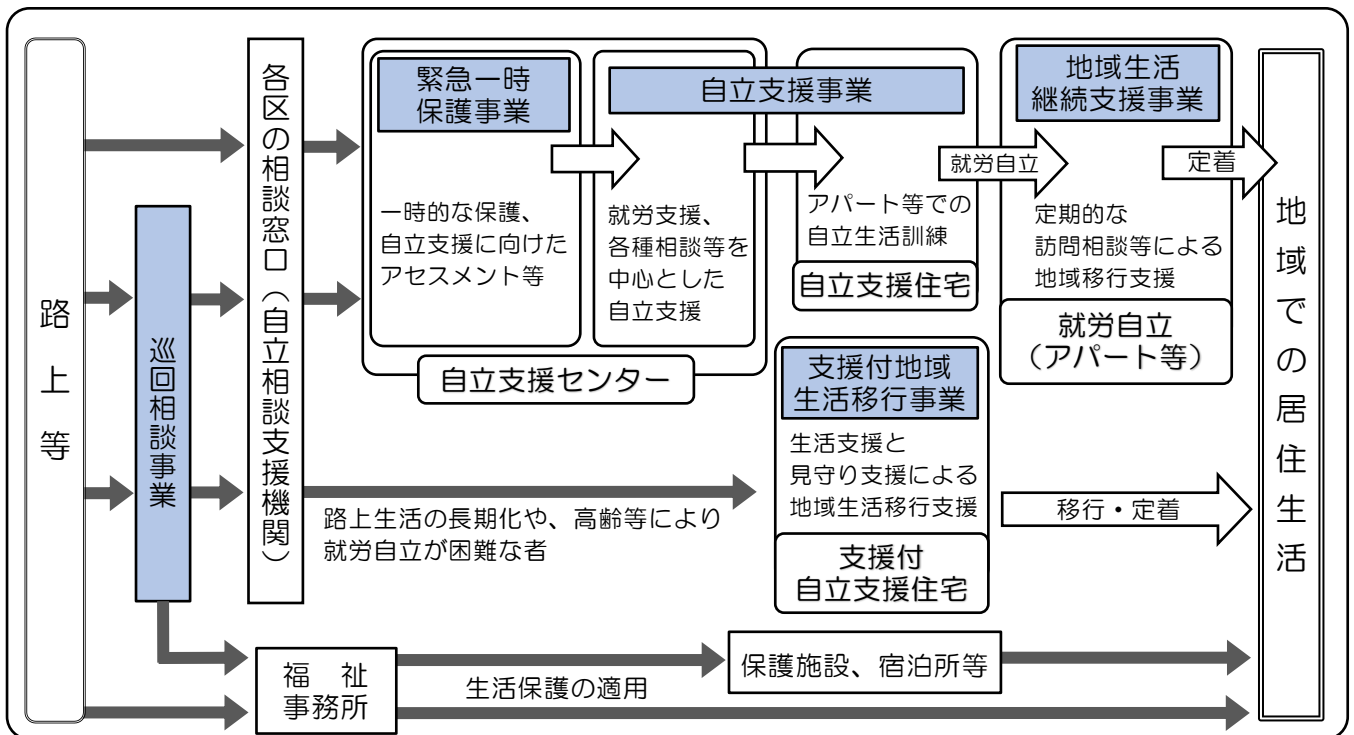 路上等
巡回相談事業
各区の相談窓口（自立相談支援機関）
緊急一時
保護事業
一時的な保護、
自立支援に向けた
アセスメント等
自立支援事業
就労支援、
各種相談等を
中心とした
自立支援
自立支援センター
アパート等での
自立生活訓練
自立支援住宅
就労自立
地域生活
継続支援事業
定期的な
訪問相談等による
地域移行支援
就労自立
（アパート等）
定着
路上生活の長期化や、高齢等により
就労自立が困難な者
支援付地域
生活移行事業
生活支援と
見守り支援による
地域生活移行支援
支援付
自立支援住宅
移行・定着
福　祉
事務所
生活保護の適用
保護施設、宿泊所等
地域での居住生活